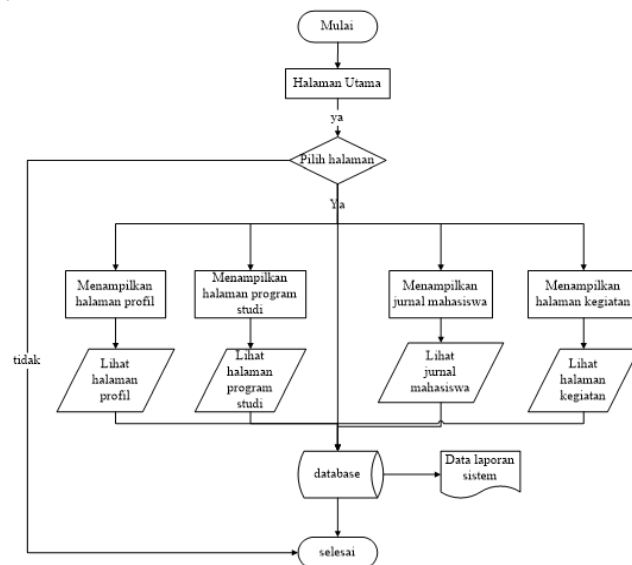 Mulai
Halaman Utama
ya
Pilih halaman
Ya
Menampilkan
halaman profil
Menampilkan
halaman program
studi
Menampilkan
jurnal mahasiswa
Menampilkan
halaman kegiatan
tidak
Lihat
halaman
profil
Lihat
halaman
program
studi
Lihat
jurnal
mahasiswa
Lihat
halaman
kegiatan
database
Data laporan
sistem
selesai